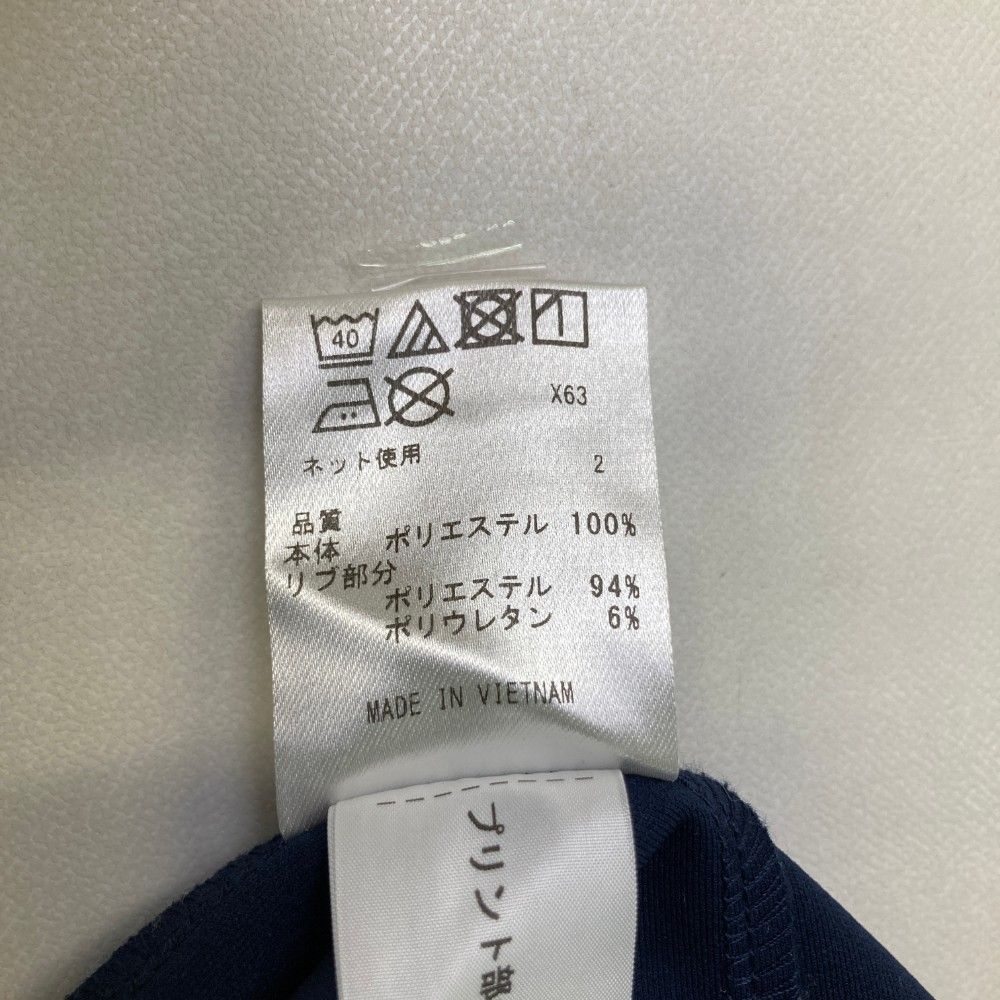 40
X63
ネット使用 2
品質
本体 ポリエステル 100%
リブ部分
ポリエステル 94%
ポリウレタン 6%
MADE IN VIETNAM
プリント部